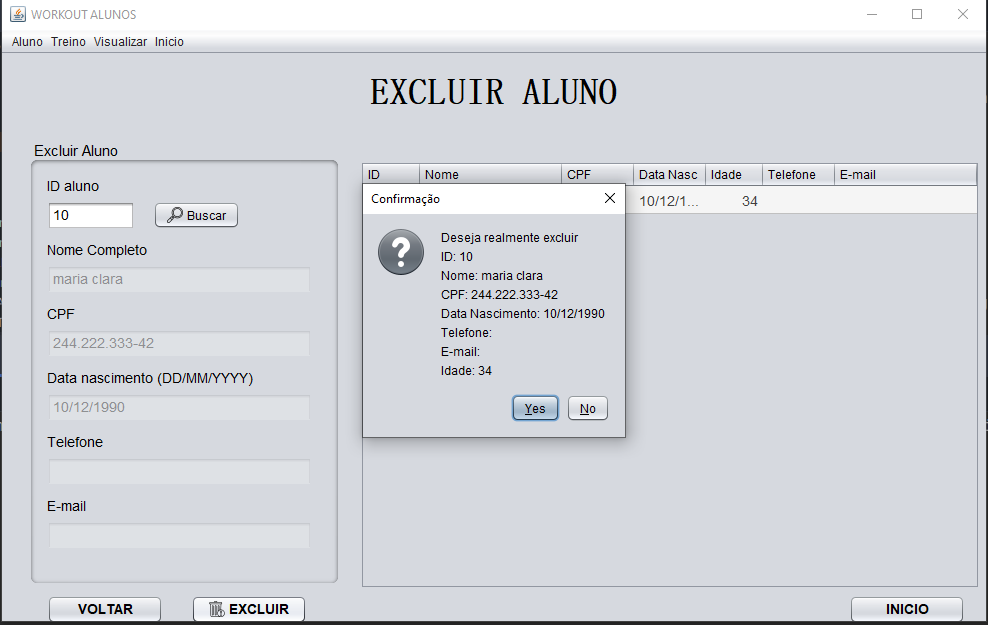 WORKOUT ALUNOS
Aluno Treino Visualizar Inicio
EXCLUIR ALUNO
Excluir Aluno
ID aluno
10 Buscar
Nome Completo
maria clara
CPF
244.222.333-42
Data nascimento (DD/MM/YYYY)
10/12/1990
Telefone
E-mail
VOLTAR EXCLUIR
ID Nome CPF Data Nasc Idade Telefone E-mail
10/12/1... 34
Confirmação
Deseja realmente excluir
ID: 10
Nome: maria clara
CPF: 244.222.333-42
Data Nascimento: 10/12/1990
Telefone:
E-mail:
Idade: 34
Yes No
INICIO